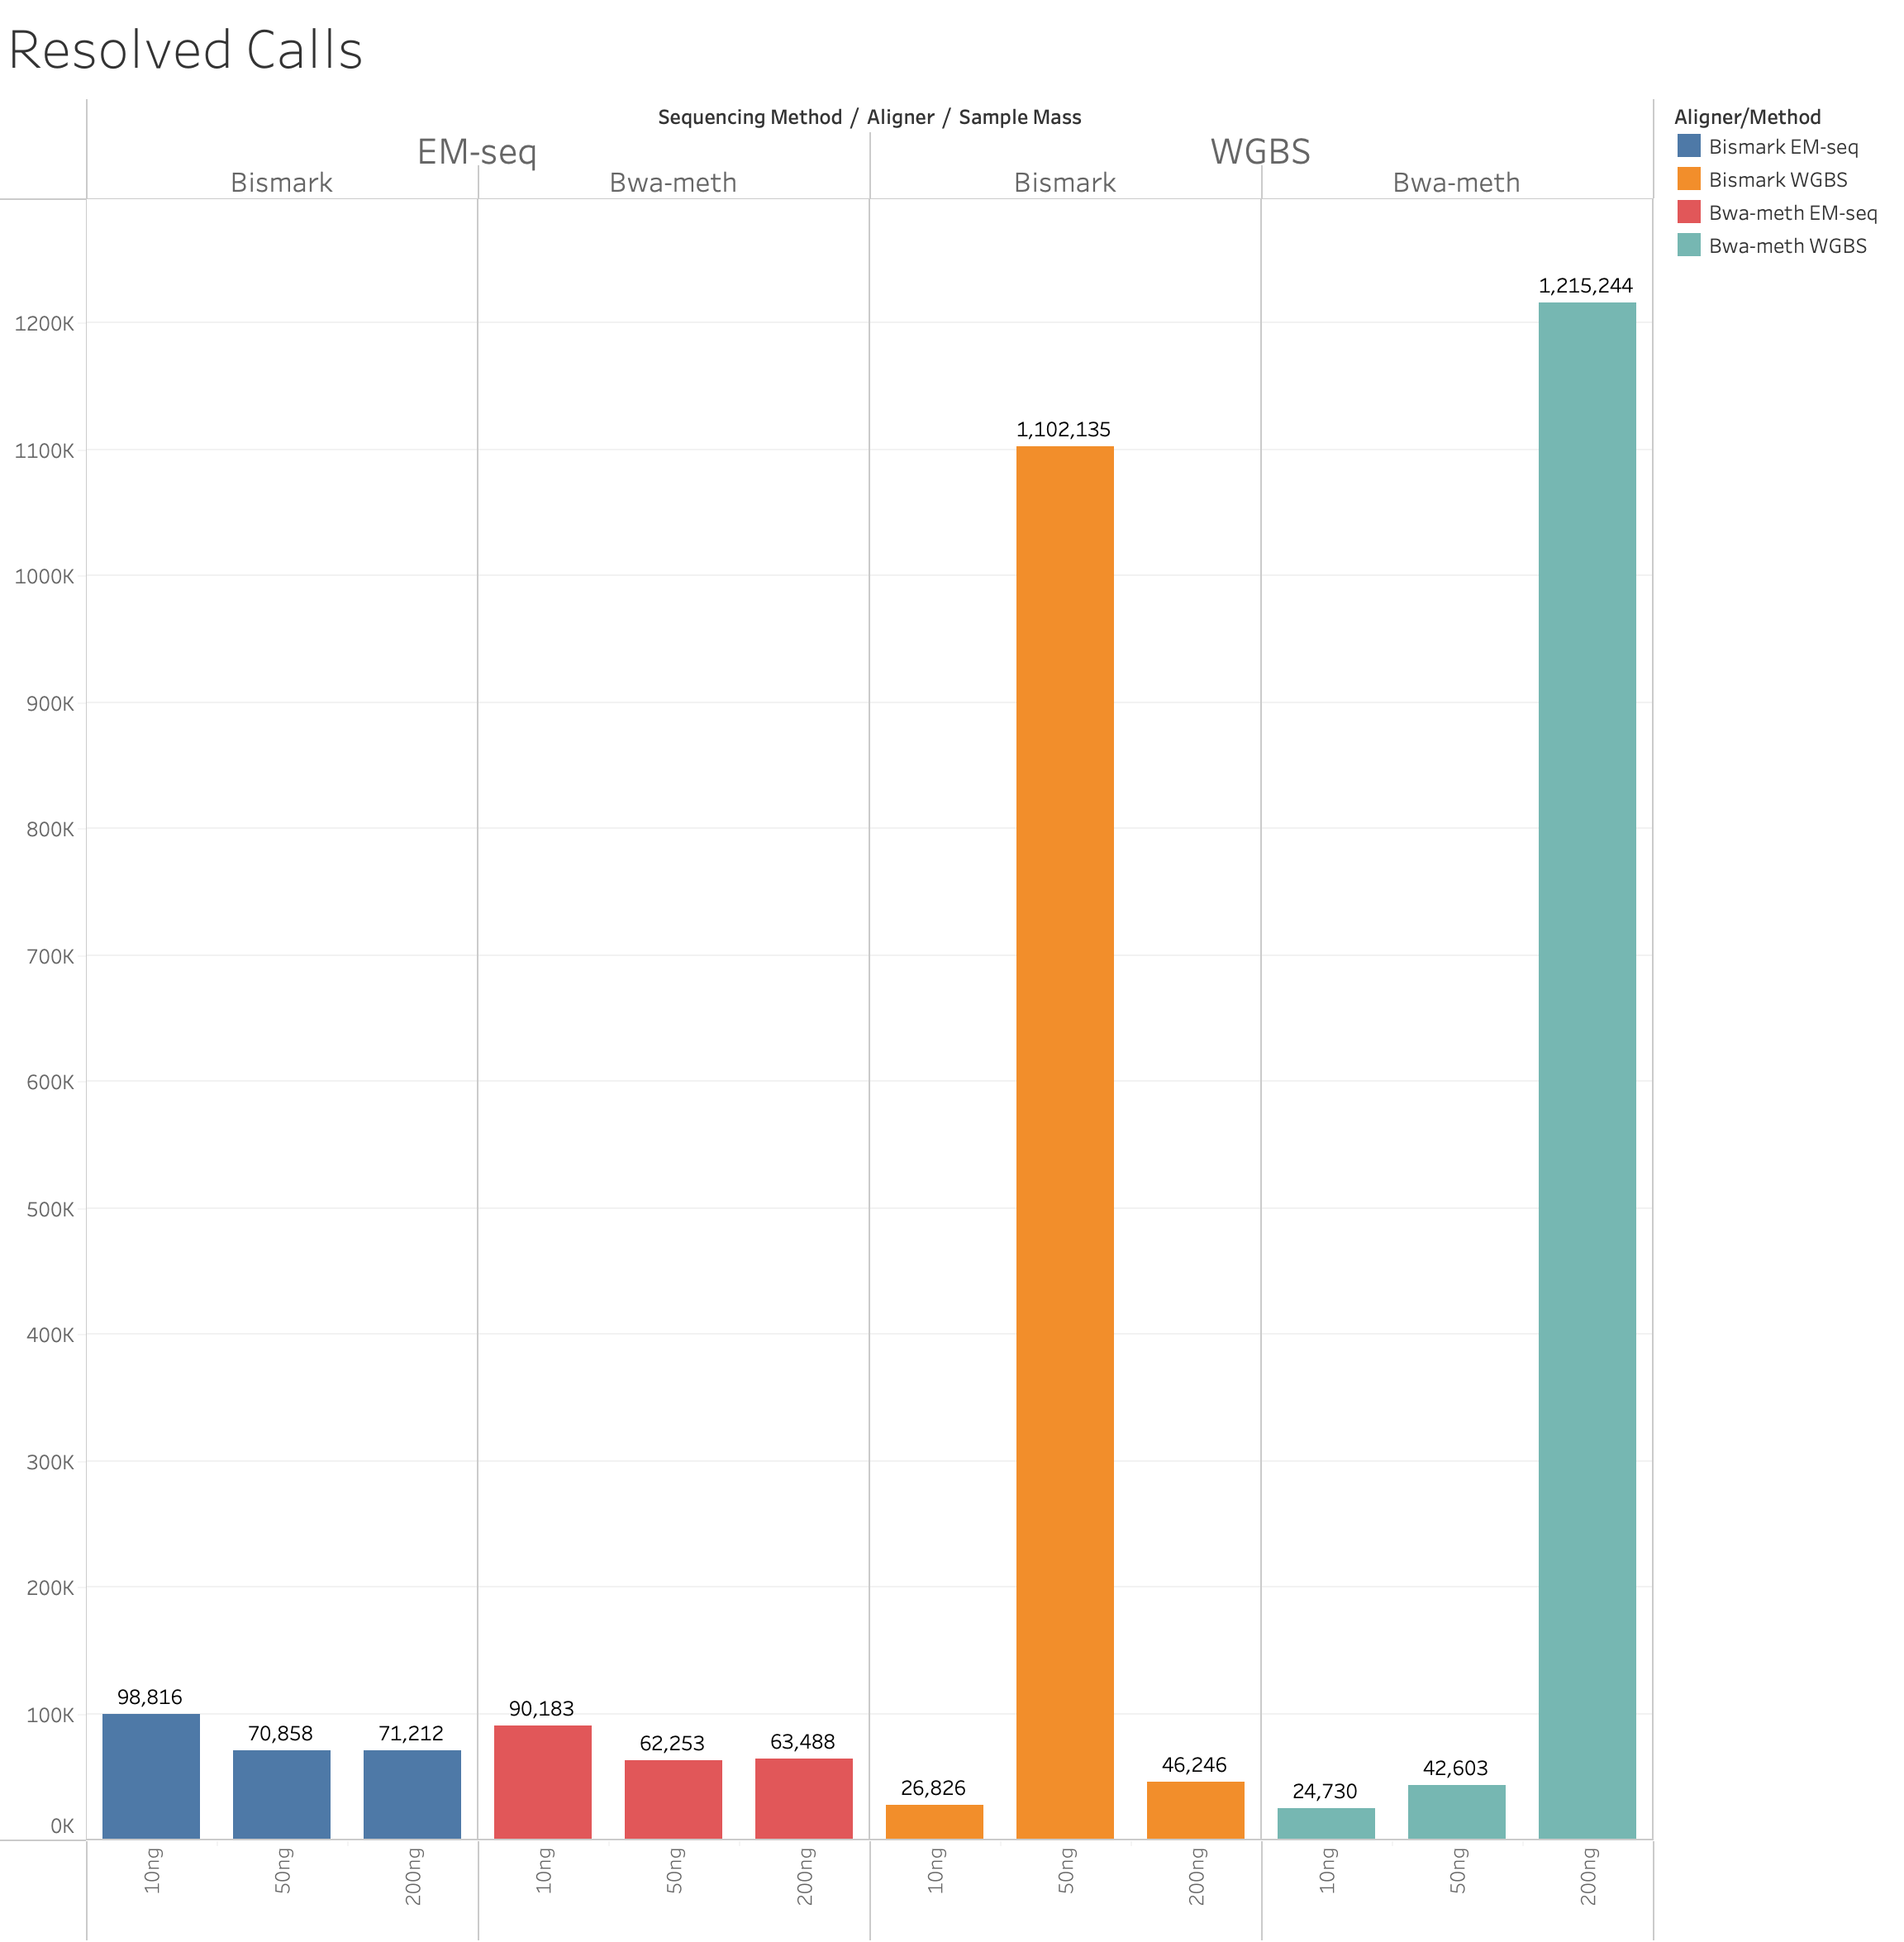 Resolved Calls
Sequencing Method / Aligner / Sample Mass
EM-seq
WGBS
Bismark
Bwa-meth
Bismark
Bwa-meth
Aligner/Method
Bismark EM-seq
Bismark WGBS
Bwa-meth EM-seq
Bwa-meth WGBS
1200K
1100K
1000K
900K
800K
700K
600K
500K
400K
300K
200K
100K
0K
98,816
70,858
71,212
90,183
62,253
63,488
26,826
1,102,135
46,246
24,730
42,603
1,215,244
10ng
50ng
200ng
10ng
50ng
200ng
10ng
50ng
200ng
10ng
50ng
200ng